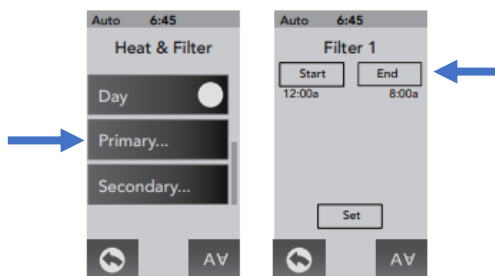 Auto 6:45
Heat & Filter
Day
Primary...
Secondary...
A∀
Auto 6:45
Filter 1
Start End
12:00a 8:00a
Set
A∀